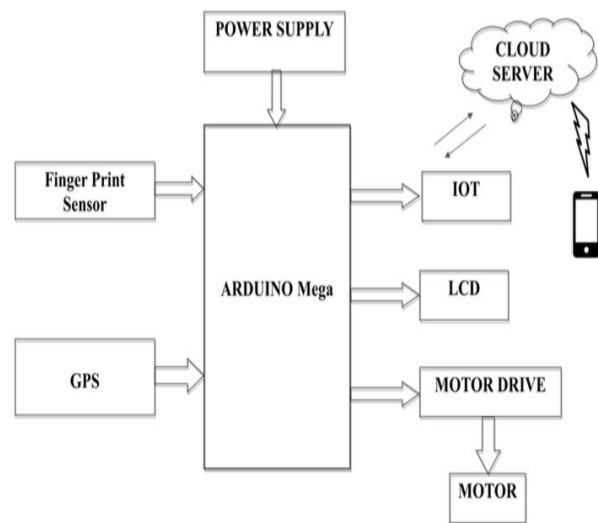 POWER SUPPLY
CLOUD
SERVER
Finger Print
Sensor
IOT
ARDUINO Mega
LCD
GPS
MOTOR DRIVE
MOTOR